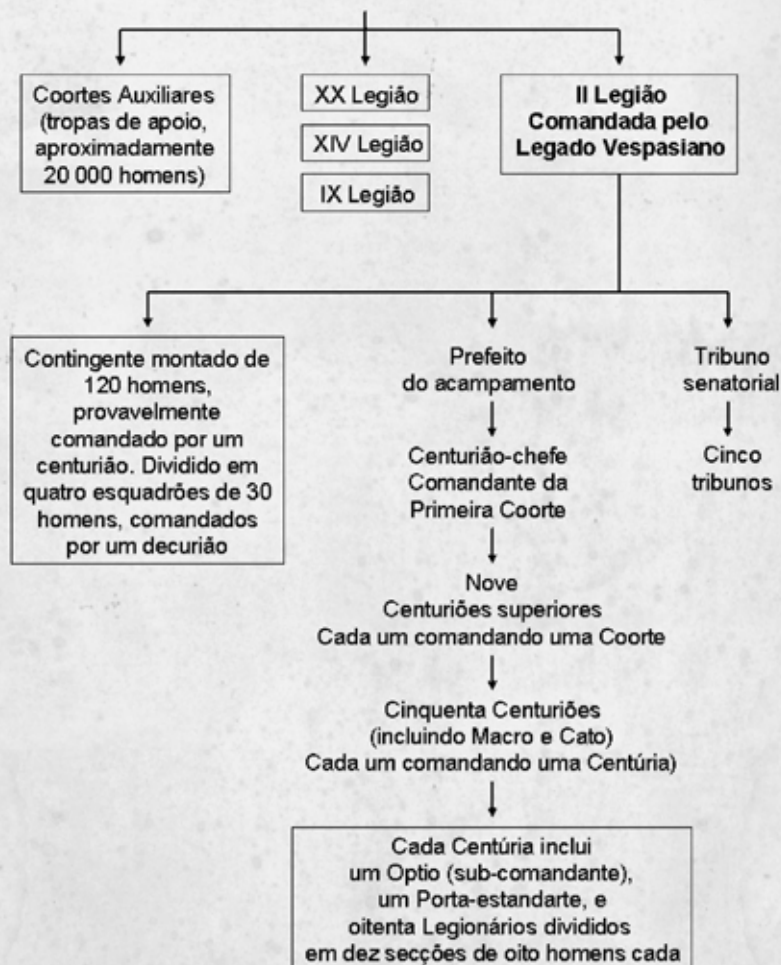 Coortes Auxiliares
(tropas de apoio,
aproximadamente
20 000 homens)
XX Legião
XIV Legião
IX Legião
II Legião
Comandada pelo
Legado Vespasiano
Contingente montado de
120 homens,
provavelmente
comandado por um
centurião. Dividido em
quatro esquadrões de 30
homens, comandados
por um decurião
Prefeito
do acampamento
Centurião-chefe
Comandante da
Primeira Coorte
Nove
Centuriões superiores
Cada um comandando uma Coorte
Cinquenta Centuriões
(incluindo Macro e Cato)
Cada um comandando uma Centúria)
Cada Centúria inclui
um Optio (sub-comandante),
um Porta-estandarte, e
oitenta Legionários divididos
em dez secções de oito homens cada
Tribuno
senatorial
Cinco
tribunos